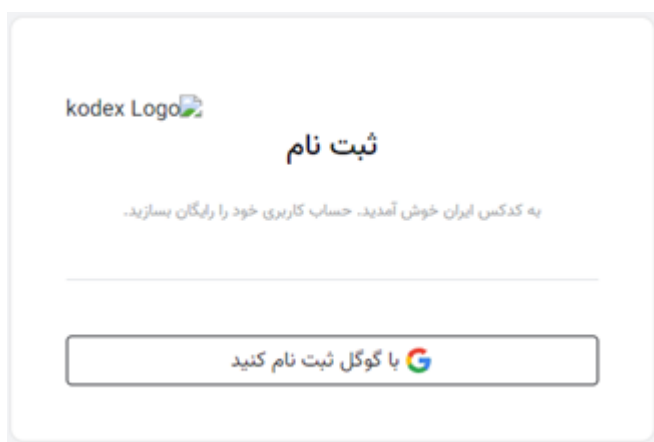 kodex Logo
ثبت نام
به کدکس ایران خوش آمدید. حساب کاربری خود را رایگان بسازید.
با گوگل ثبت نام کنید